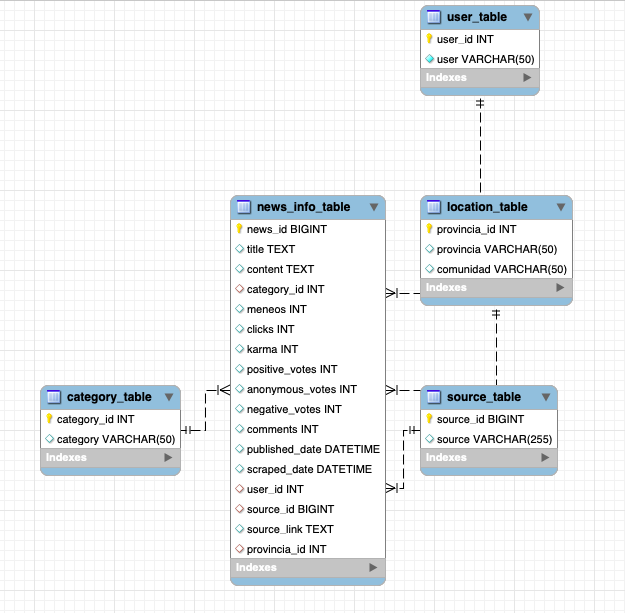 user_table
user_id INT
user VARCHAR(50)
Indexes
news_info_table
news_id BIGINT
title TEXT
content TEXT
category_id INT
meneos INT
clicks INT
karma INT
positive_votes INT
anonymous_votes INT
negative_votes INT
comments INT
published_date DATETIME
scraped_date DATETIME
user_id INT
source_id BIGINT
source_link TEXT
provincia_id INT
Indexes
location_table
provincia_id INT
provincia VARCHAR(50)
comunidad VARCHAR(50)
Indexes
category_table
category_id INT
category VARCHAR(50)
Indexes
source_table
source_id BIGINT
source VARCHAR(255)
Indexes